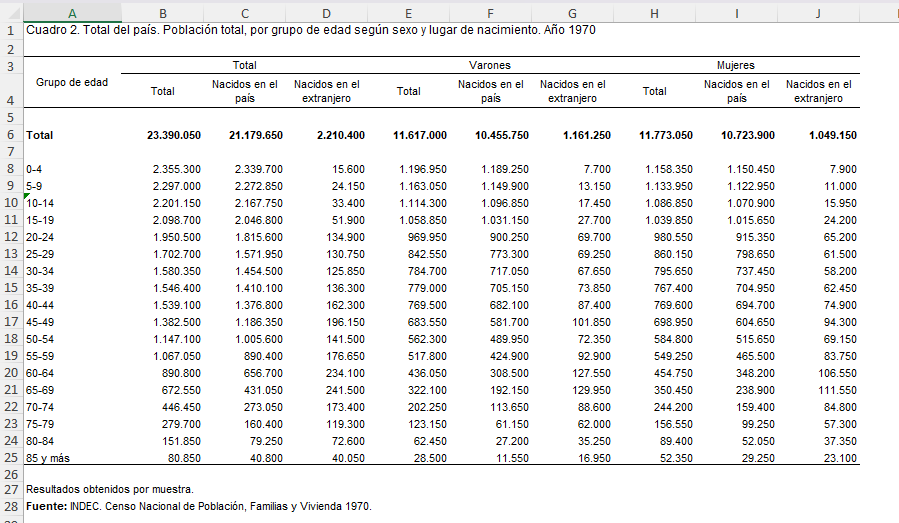 A B C D E F G H I J
1 Cuadro 2. Total del país. Población total, por grupo de edad según sexo y lugar de nacimiento. Año 1970
2
3 Grupo de edad Total Varones Mujeres
4 Total Nacidos en el país Nacidos en el extranjero Total Nacidos en el país Nacidos en el extranjero Total Nacidos en el país Nacidos en el extranjero
5
6 Total 23.390.050 21.179.650 2.210.400 11.617.000 10.455.750 1.161.250 11.773.050 10.723.900 1.049.150
7
8 0-4 2.355.300 2.339.700 15.600 1.196.950 1.189.250 7.700 1.158.350 1.150.450 7.900
9 5-9 2.297.000 2.272.850 24.150 1.163.050 1.149.900 13.150 1.133.950 1.122.950 11.000
10 10-14 2.201.150 2.167.750 33.400 1.114.300 1.096.850 17.450 1.086.850 1.070.900 15.950
11 15-19 2.098.700 2.046.800 51.900 1.058.850 1.031.150 27.700 1.039.850 1.015.650 24.200
12 20-24 1.950.500 1.815.600 134.900 969.950 900.250 69.700 980.550 915.350 65.200
13 25-29 1.702.700 1.571.950 130.750 842.550 773.300 69.250 860.150 798.650 61.500
14 30-34 1.580.350 1.454.500 125.850 784.700 717.050 67.650 795.650 737.450 58.200
15 35-39 1.546.400 1.410.100 136.300 779.000 705.150 73.850 767.400 704.950 62.450
16 40-44 1.539.100 1.376.800 162.300 769.500 682.100 87.400 769.600 694.700 74.900
17 45-49 1.382.500 1.186.350 196.150 683.550 581.700 101.850 698.950 604.650 94.300
18 50-54 1.147.100 1.005.600 141.500 562.300 489.950 72.350 584.800 515.650 69.150
19 55-59 1.067.050 890.400 176.650 517.800 424.900 92.900 549.250 465.500 83.750
20 60-64 890.800 656.700 234.100 436.050 308.500 127.550 454.750 348.200 106.550
21 65-69 672.550 431.050 241.500 322.100 192.150 129.950 350.450 238.900 111.550
22 70-74 446.450 273.050 173.400 202.250 113.650 88.600 244.200 159.400 84.800
23 75-79 279.700 160.400 119.300 123.150 61.150 62.000 156.550 99.250 57.300
24 80-84 151.850 79.250 72.600 62.450 27.200 35.250 89.400 52.050 37.350
25 85 y más 80.850 40.800 40.050 28.500 11.550 16.950 52.350 29.250 23.100
26
27 Resultados obtenidos por muestra.
28 Fuente: INDEC. Censo Nacional de Población, Familias y Vivienda 1970.